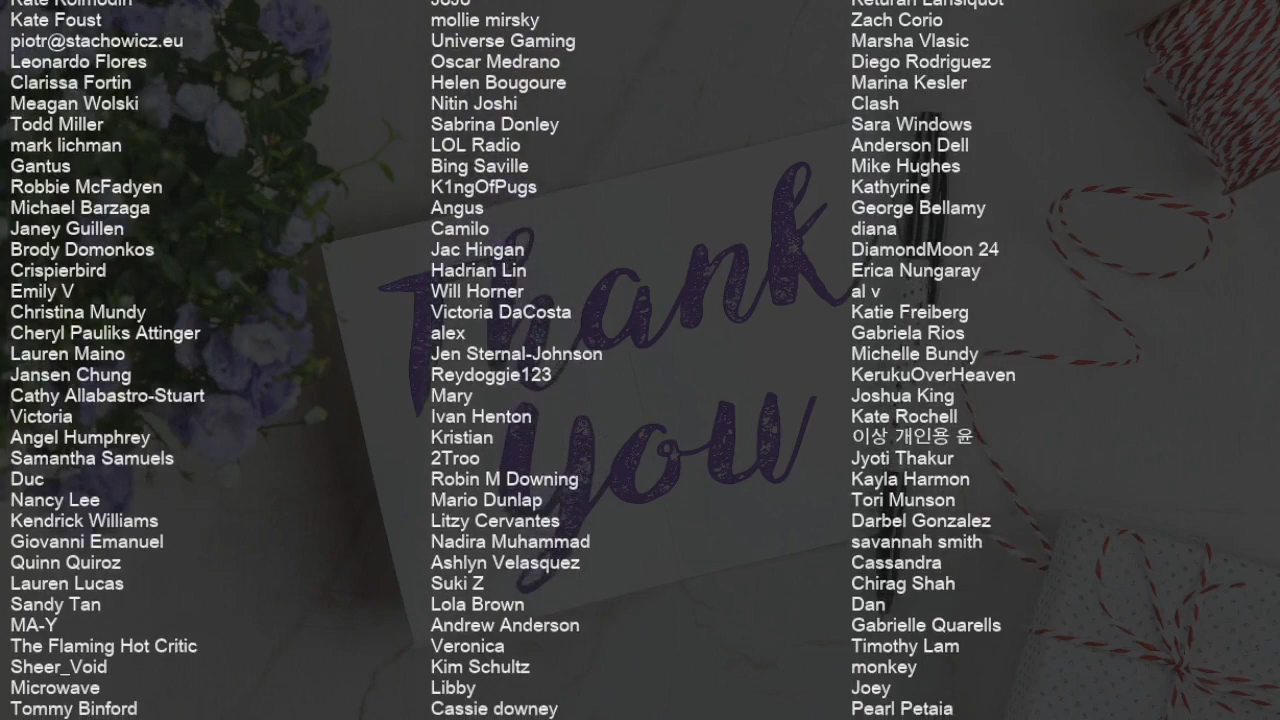 Kate Kolmodin
Kate Foust
piotr@stachowicz.eu
Leonardo Flores
Clarissa Fortin
Meagan Wolski
Todd Miller
mark lichman
Gantus
Robbie McFadyen
Michael Barzaga
Janey Guillen
Brody Domonkos
Crispierbird
Emily V
Christina Mundy
Cheryl Pauliks Attinger
Lauren Maino
Jansen Chung
Cathy Allabastro-Stuart
Victoria
Angel Humphrey
Samantha Samuels
Duc
Nancy Lee
Kendrick Williams
Giovanni Emanuel
Quinn Quiroz
Lauren Lucas
Sandy Tan
MA-Y
The Flaming Hot Critic
Sheer_Void
Microwave
Tommy Binford
mollie mirsky
Universe Gaming
Oscar Medrano
Helen Bougoure
Nitin Joshi
Sabrina Donley
LOL Radio
Bing Saville
K1ngOfPugs
Angus
Camilo
Jac Hingan
Hadrian Lin
Will Horner
Victoria DaCosta
alex
Jen Sternal-Johnson
Reydoggie123
Mary
Ivan Henton
Kristian
2Troo
Robin M Downing
Mario Dunlap
Litzy Cervantes
Nadira Muhammad
Ashlyn Velasquez
Suki Z
Lola Brown
Andrew Anderson
Veronica
Kim Schultz
Libby
Cassie downey
Zach Corio
Marsha Vlasic
Diego Rodriguez
Marina Kesler
Clash
Sara Windows
Anderson Dell
Mike Hughes
Kathyrine
George Bellamy
diana
DiamondMoon 24
Erica Nungaray
al v
Katie Freiberg
Gabriela Rios
Michelle Bundy
KerukuOverHeaven
Joshua King
Kate Rochell
이상 개인용 윤
Jyoti Thakur
Kayla Harmon
Tori Munson
Darbel Gonzalez
savannah smith
Cassandra
Chirag Shah
Dan
Gabrielle Quarells
Timothy Lam
monkey
Joey
Pearl Petaia
Thank
you